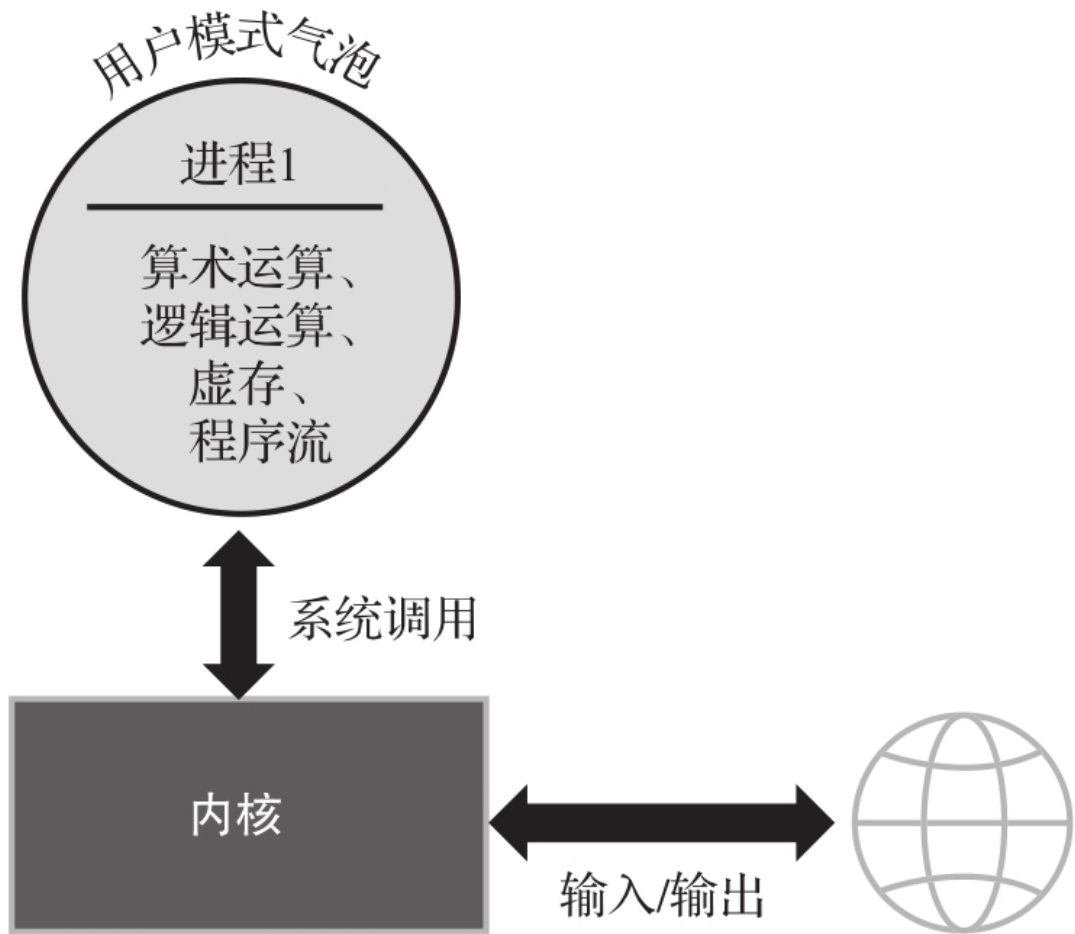 用户模式气泡
进程1
算术运算、
逻辑运算、
虚存、
程序流
系统调用
内核
输入/输出